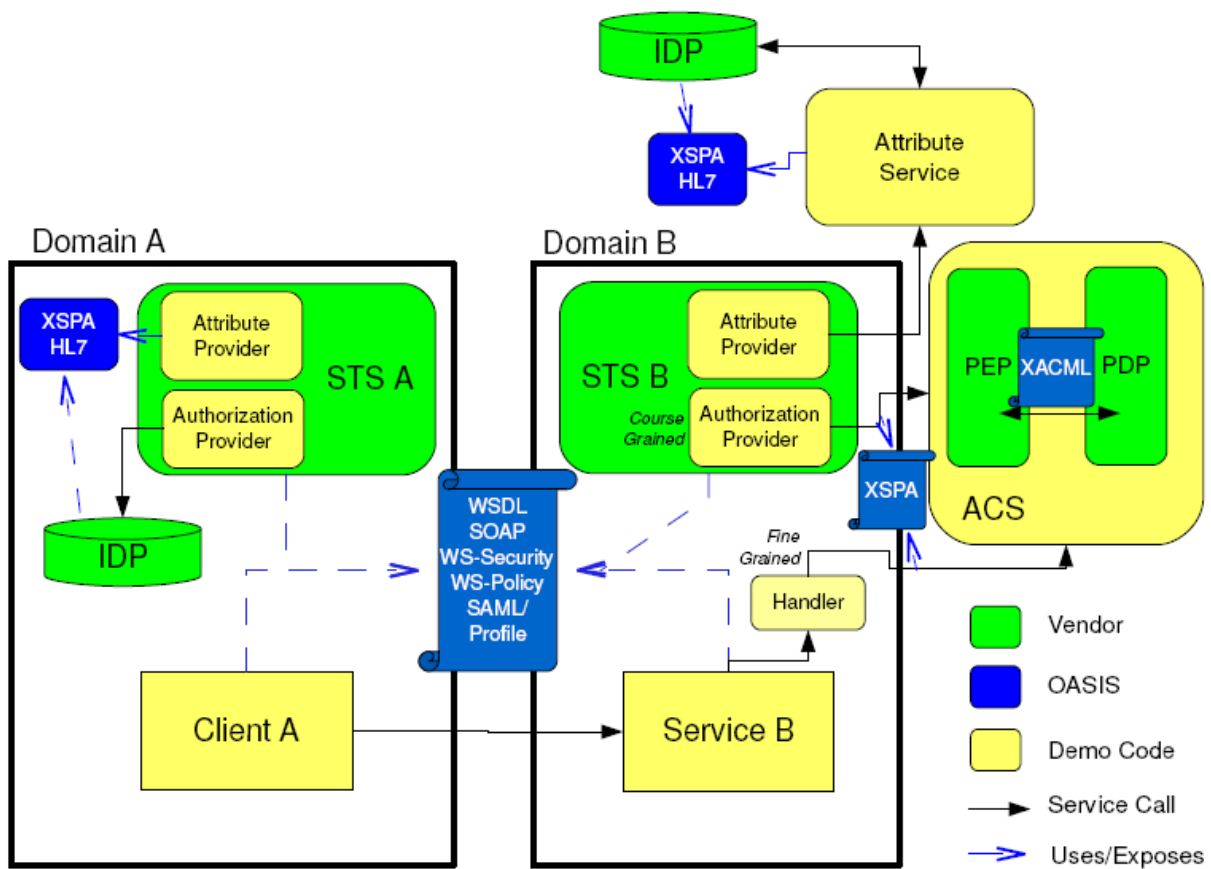 IDP
Attribute
Service
XSPA
HL7
Domain A
Domain B
XSPA
HL7
Attribute
Provider
STS A
Authorization
Provider
IDP
STS B
Attribute
Provider
Course
Grained
Authorization
Provider
PEP
XACML
PDP
ACS
XSPA
WSDL
SOAP
WS-Security
WS-Policy
SAML/
Profile
Fine
Grained
Handler
Client A
Service B
Vendor
OASIS
Demo Code
Service Call
Uses/Exposes